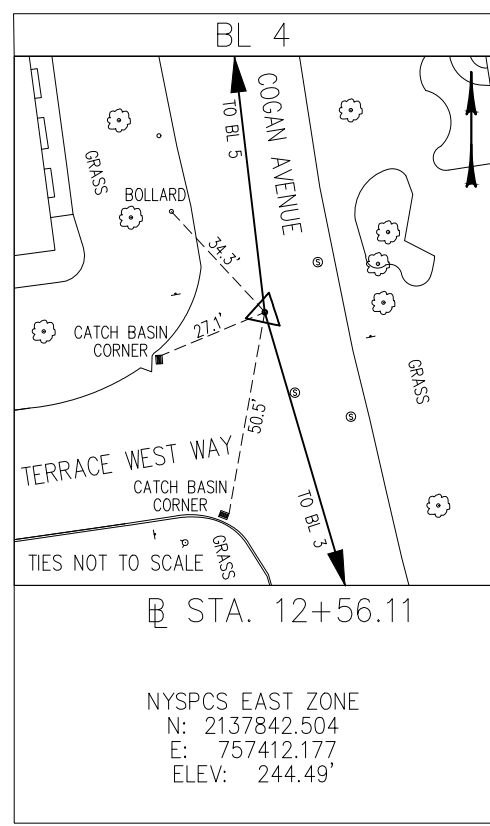 BL 4
TO BL 5
COGAN AVENUE
GRASS
BOLLARD
34.3'
CATCH BASIN
CORNER
27.1'
GRASS
50.5'
TERRACE WEST WAY
CATCH BASIN
CORNER
TO BL 3
GRASS
TIES NOT TO SCALE
BL STA. 12+56.11
NYSPCS EAST ZONE
N: 2137842.504
E: 757412.177
ELEV: 244.49'
S
S
S